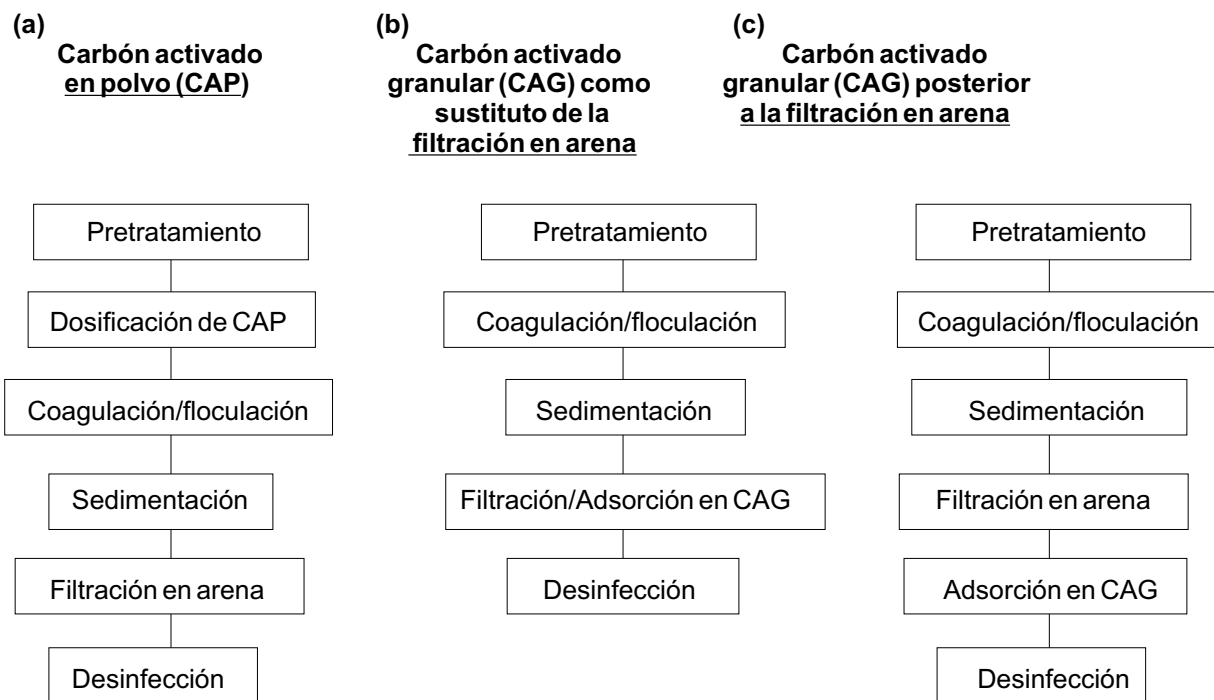 (a)
Carbón activado
en polvo (CAP)
Pretratamiento
Dosificación de CAP
Coagulación/floculación
Sedimentación
Filtración en arena
Desinfección
(b)
Carbón activado
granular (CAG) como
sustituto de la
filtración en arena
Pretratamiento
Coagulación/floculación
Sedimentación
Filtración/Adsorción en CAG
Desinfección
(c)
Carbón activado
granular (CAG) posterior
a la filtración en arena
Pretratamiento
Coagulación/floculación
Sedimentación
Filtración en arena
Adsorción en CAG
Desinfección